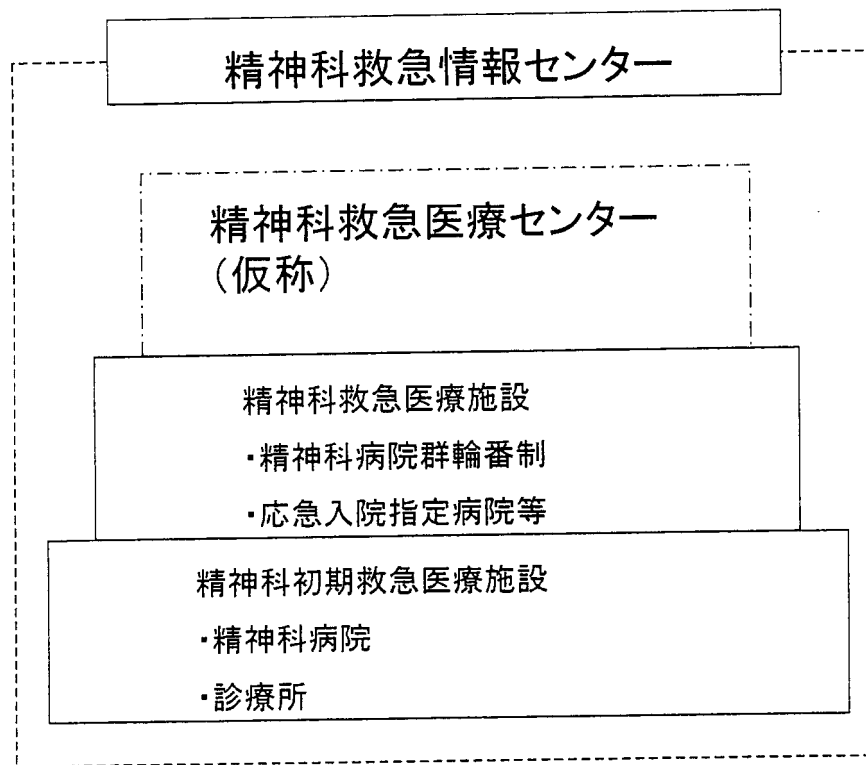 精神科救急情報センター
精神科救急医療センター
（仮称）
精神科救急医療施設
・精神科病院群輪番制
・応急入院指定病院等
精神科初期救急医療施設
・精神科病院
・診療所